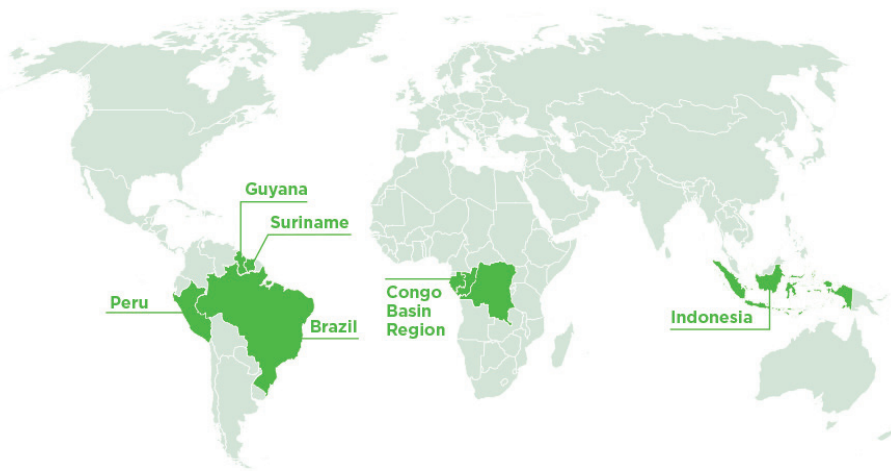 Guyana
Suriname
Peru
Brazil
Congo
Basin
Region
Indonesia